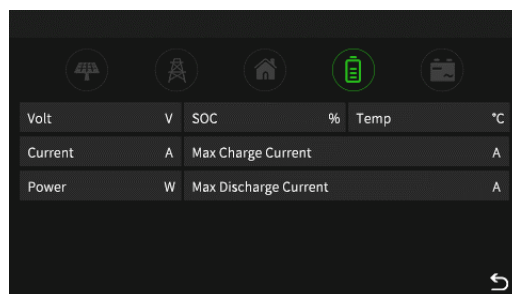 Volt V SOC % Temp °C
Current A Max Charge Current A
Power W Max Discharge Current A